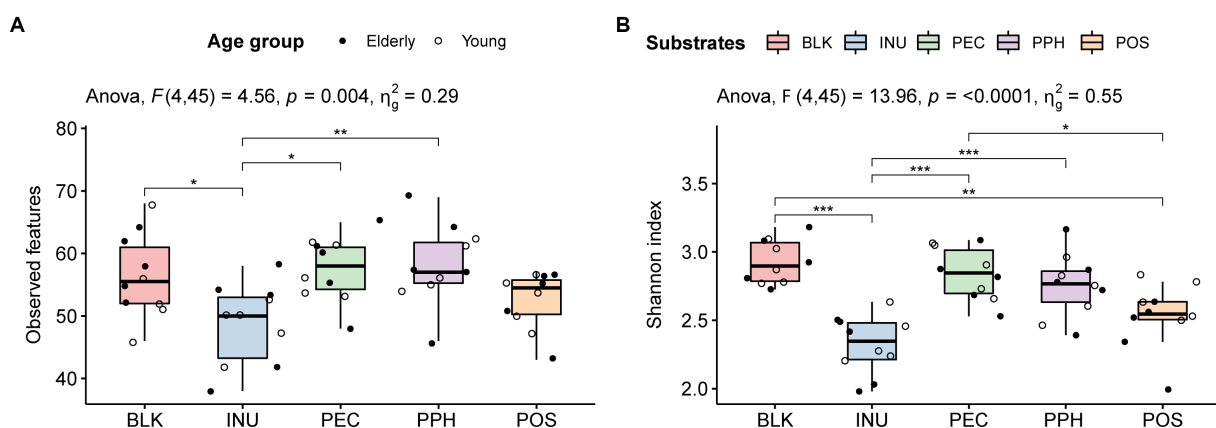 A
Age group Elderly Young
Anova, F(4,45) = 4.56, p = 0.004, η²g = 0.29
80
70
60
50
40
Observed features
**
*
*
BLK INU PEC PPH POS
B
Substrates BLK INU PEC PPH POS
Anova, F (4,45) = 13.96, p = <0.0001, η²g = 0.55
3.5
3.0
2.5
2.0
Shannon index
*
***
***
**
***
BLK INU PEC PPH POS